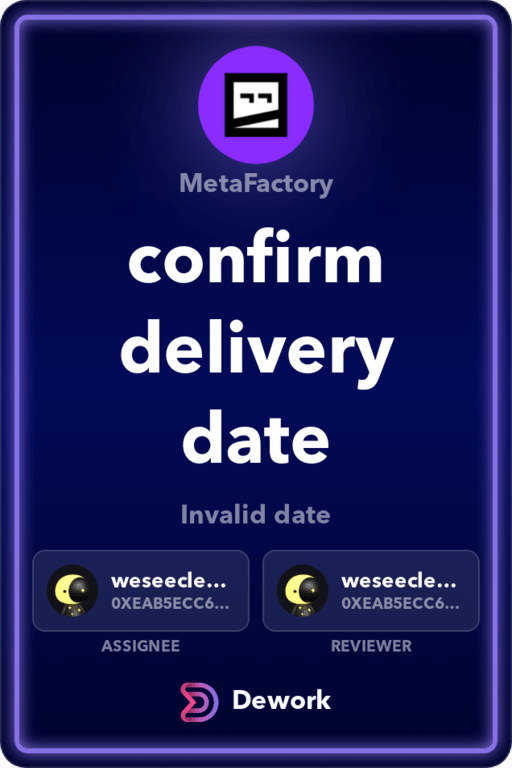 MetaFactory
confirm
delivery
date
Invalid date
weseecle...
0XEAB5ECC6...
ASSIGNEE
weseecle...
0XEAB5ECC6...
REVIEWER
Dework